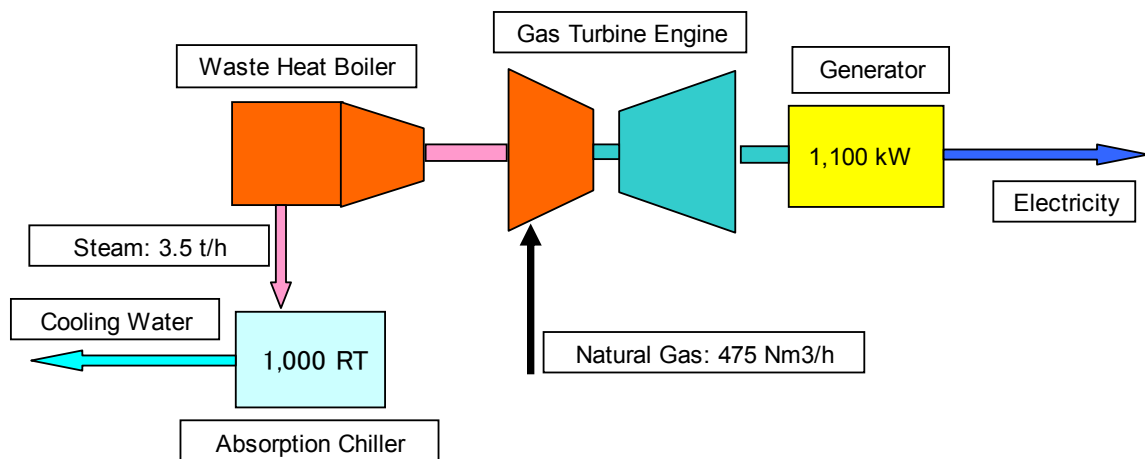 Gas Turbine Engine
Waste Heat Boiler
Generator
1,100 kW
Electricity
Steam: 3.5 t/h
Cooling Water
1,000 RT
Natural Gas: 475 Nm3/h
Absorption Chiller